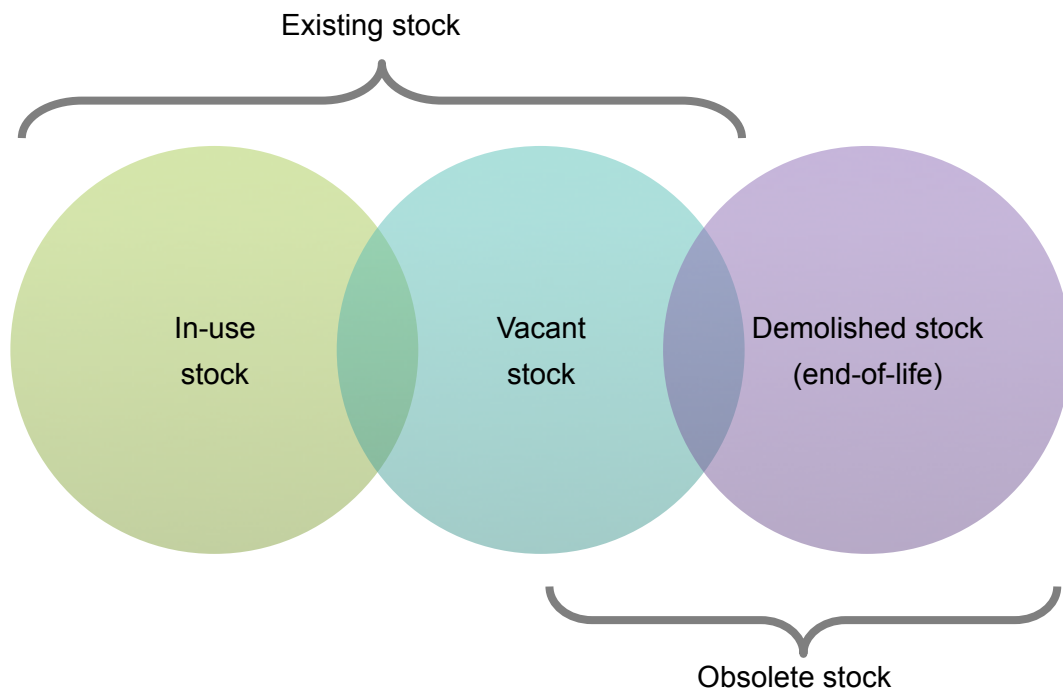 Existing stock
In-use
stock
Vacant
stock
Demolished stock
(end-of-life)
Obsolete stock